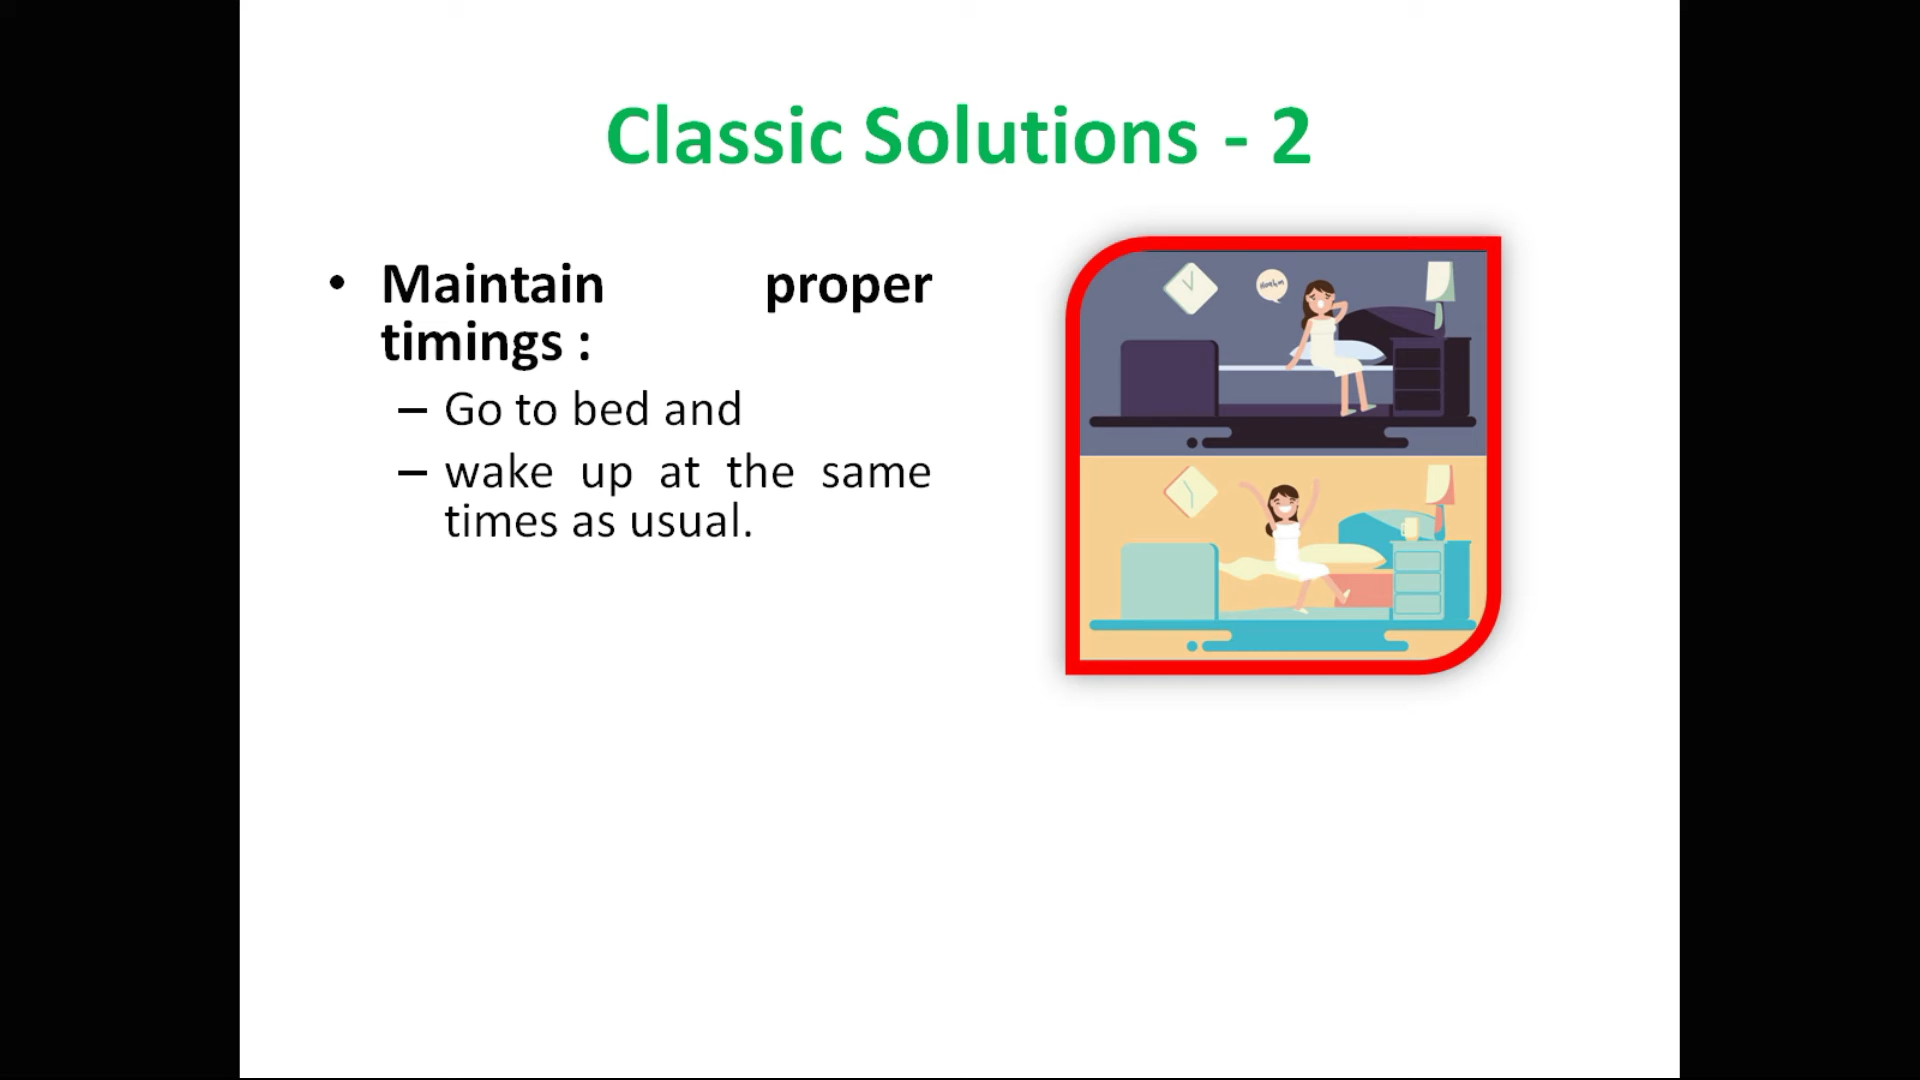 Classic Solutions - 2
• Maintain proper
timings :
– Go to bed and
– wake up at the same
times as usual.